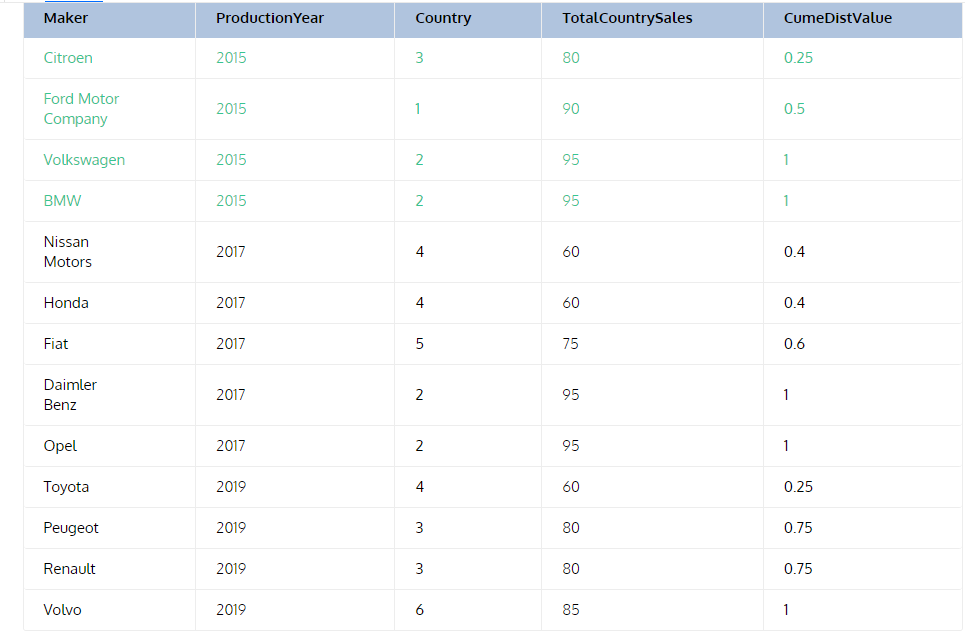 Maker ProductionYear Country TotalCountrySales CumeDistValue
Citroen 2015 3 80 0.25
Ford Motor
Company 2015 1 90 0.5
Volkswagen 2015 2 95 1
BMW 2015 2 95 1
Nissan
Motors 2017 4 60 0.4
Honda 2017 4 60 0.4
Fiat 2017 5 75 0.6
Daimler
Benz 2017 2 95 1
Opel 2017 2 95 1
Toyota 2019 4 60 0.25
Peugeot 2019 3 80 0.75
Renault 2019 3 80 0.75
Volvo 2019 6 85 1